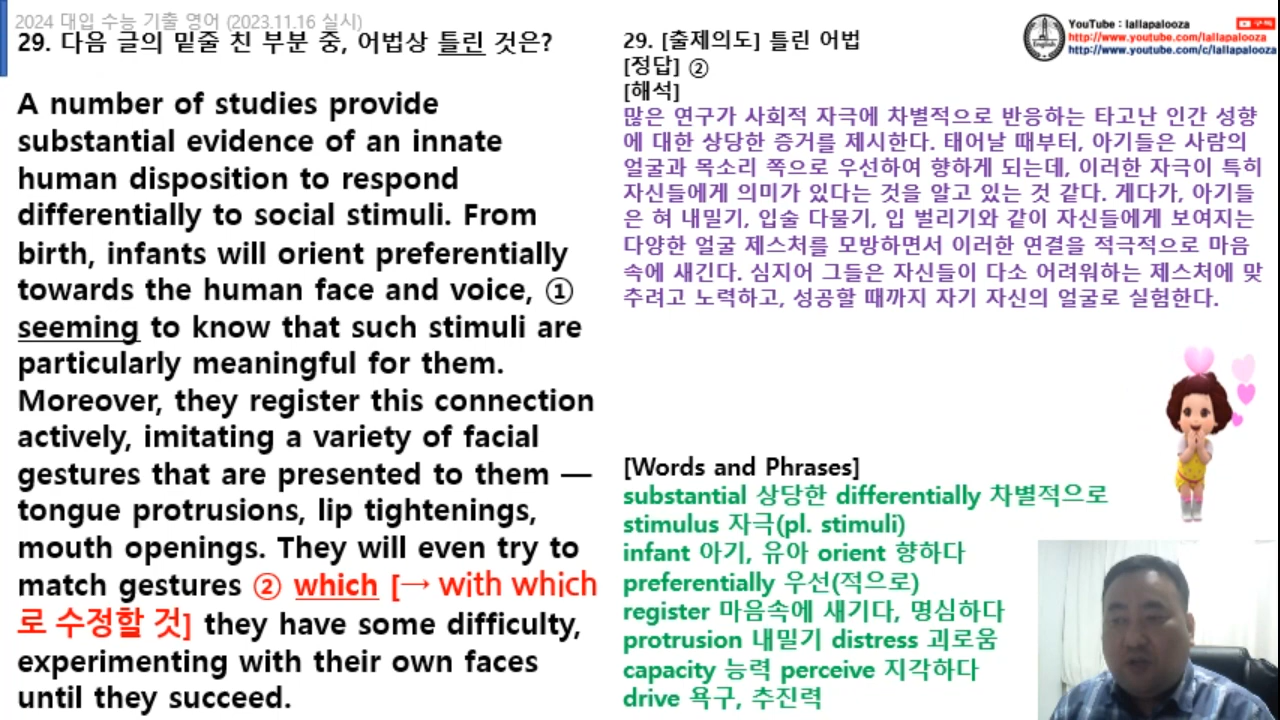 2024 대입 수능 기출 영어 (2023.11.16 실시)
29. 다음 글의 밑줄 친 부분 중, 어법상 틀린 것은?
A number of studies provide
substantial evidence of an innate
human disposition to respond
differentially to social stimuli. From
birth, infants will orient preferentially
towards the human face and voice, ①
seeming to know that such stimuli are
particularly meaningful for them.
Moreover, they register this connection
actively, imitating a variety of facial
gestures that are presented to them —
tongue protrusions, lip tightenings,
mouth openings. They will even try to
match gestures ② which [→ with which
로 수정할 것] they have some difficulty,
experimenting with their own faces
until they succeed.
29. [출제의도] 틀린 어법
[정답] ②
[해석]
많은 연구가 사회적 자극에 차별적으로 반응하는 타고난 인간 성향
에 대한 상당한 증거를 제시한다. 태어날 때부터, 아기들은 사람의
얼굴과 목소리 쪽으로 우선하여 향하게 되는데, 이러한 자극이 특히
자신들에게 의미가 있다는 것을 알고 있는 것 같다. 게다가, 아기들
은 혀 내밀기, 입술 다물기, 입 벌리기와 같이 자신들에게 보여지는
다양한 얼굴 제스처를 모방하면서 이러한 연결을 적극적으로 마음
속에 새긴다. 심지어 그들은 자신들이 다소 어려워하는 제스처에 맞
추려고 노력하고, 성공할 때까지 자기 자신의 얼굴로 실험한다.
[Words and Phrases]
substantial 상당한 differentially 차별적으로
stimulus 자극(pl. stimuli)
infant 아기, 유아 orient 향하다
preferentially 우선(적으로)
register 마음속에 새기다, 명심하다
protrusion 내밀기 distress 괴로움
capacity 능력 perceive 지각하다
drive 욕구, 추진력
YouTube : lallapalooza
구독
http://www.youtube.com/lallapalooza
http://www.youtube.com/c/lallapalooza
English